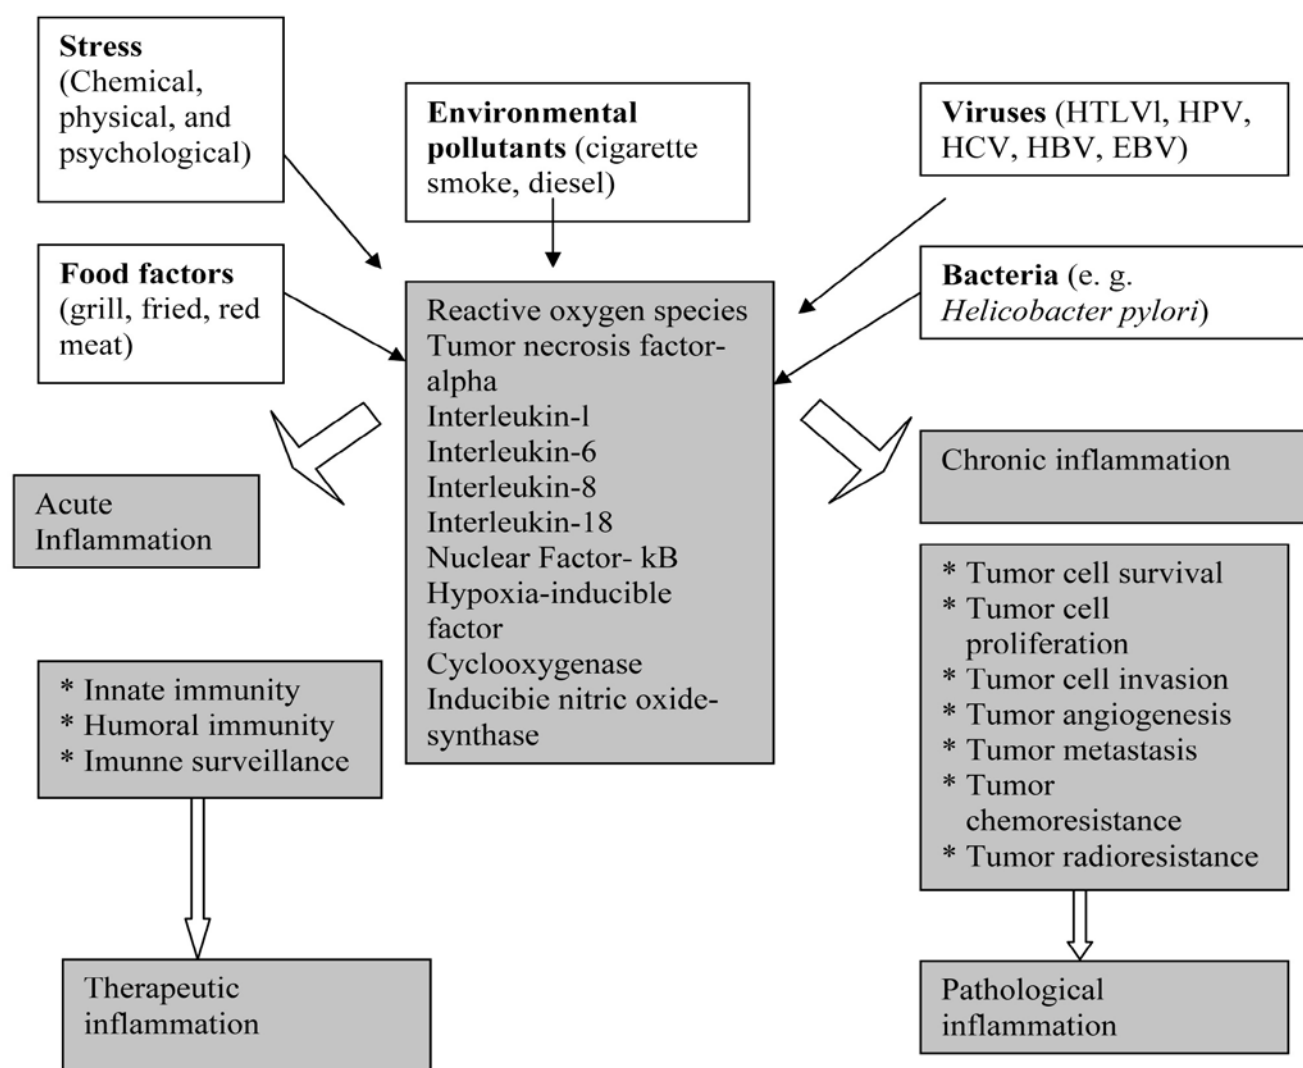 Stress
(Chemical,
physical, and
psychological)
Environmental
pollutants (cigarette
smoke, diesel)
Viruses (HTLVl, HPV,
HCV, HBV, EBV)
Food factors
(grill, fried, red
meat)
Bacteria (e. g.
Helicobacter pylori)
Reactive oxygen species
Tumor necrosis factor-
alpha
Interleukin-l
Interleukin-6
Interleukin-8
Interleukin-18
Nuclear Factor- kB
Hypoxia-inducible
factor
Cyclooxygenase
Inducibie nitric oxide-
synthase
Acute
Inflammation
Chronic inflammation
* Innate immunity
* Humoral immunity
* Imunne surveillance
* Tumor cell survival
* Tumor cell
proliferation
* Tumor cell invasion
* Tumor angiogenesis
* Tumor metastasis
* Tumor
chemoresistance
* Tumor radioresistance
Therapeutic
inflammation
Pathological
inflammation